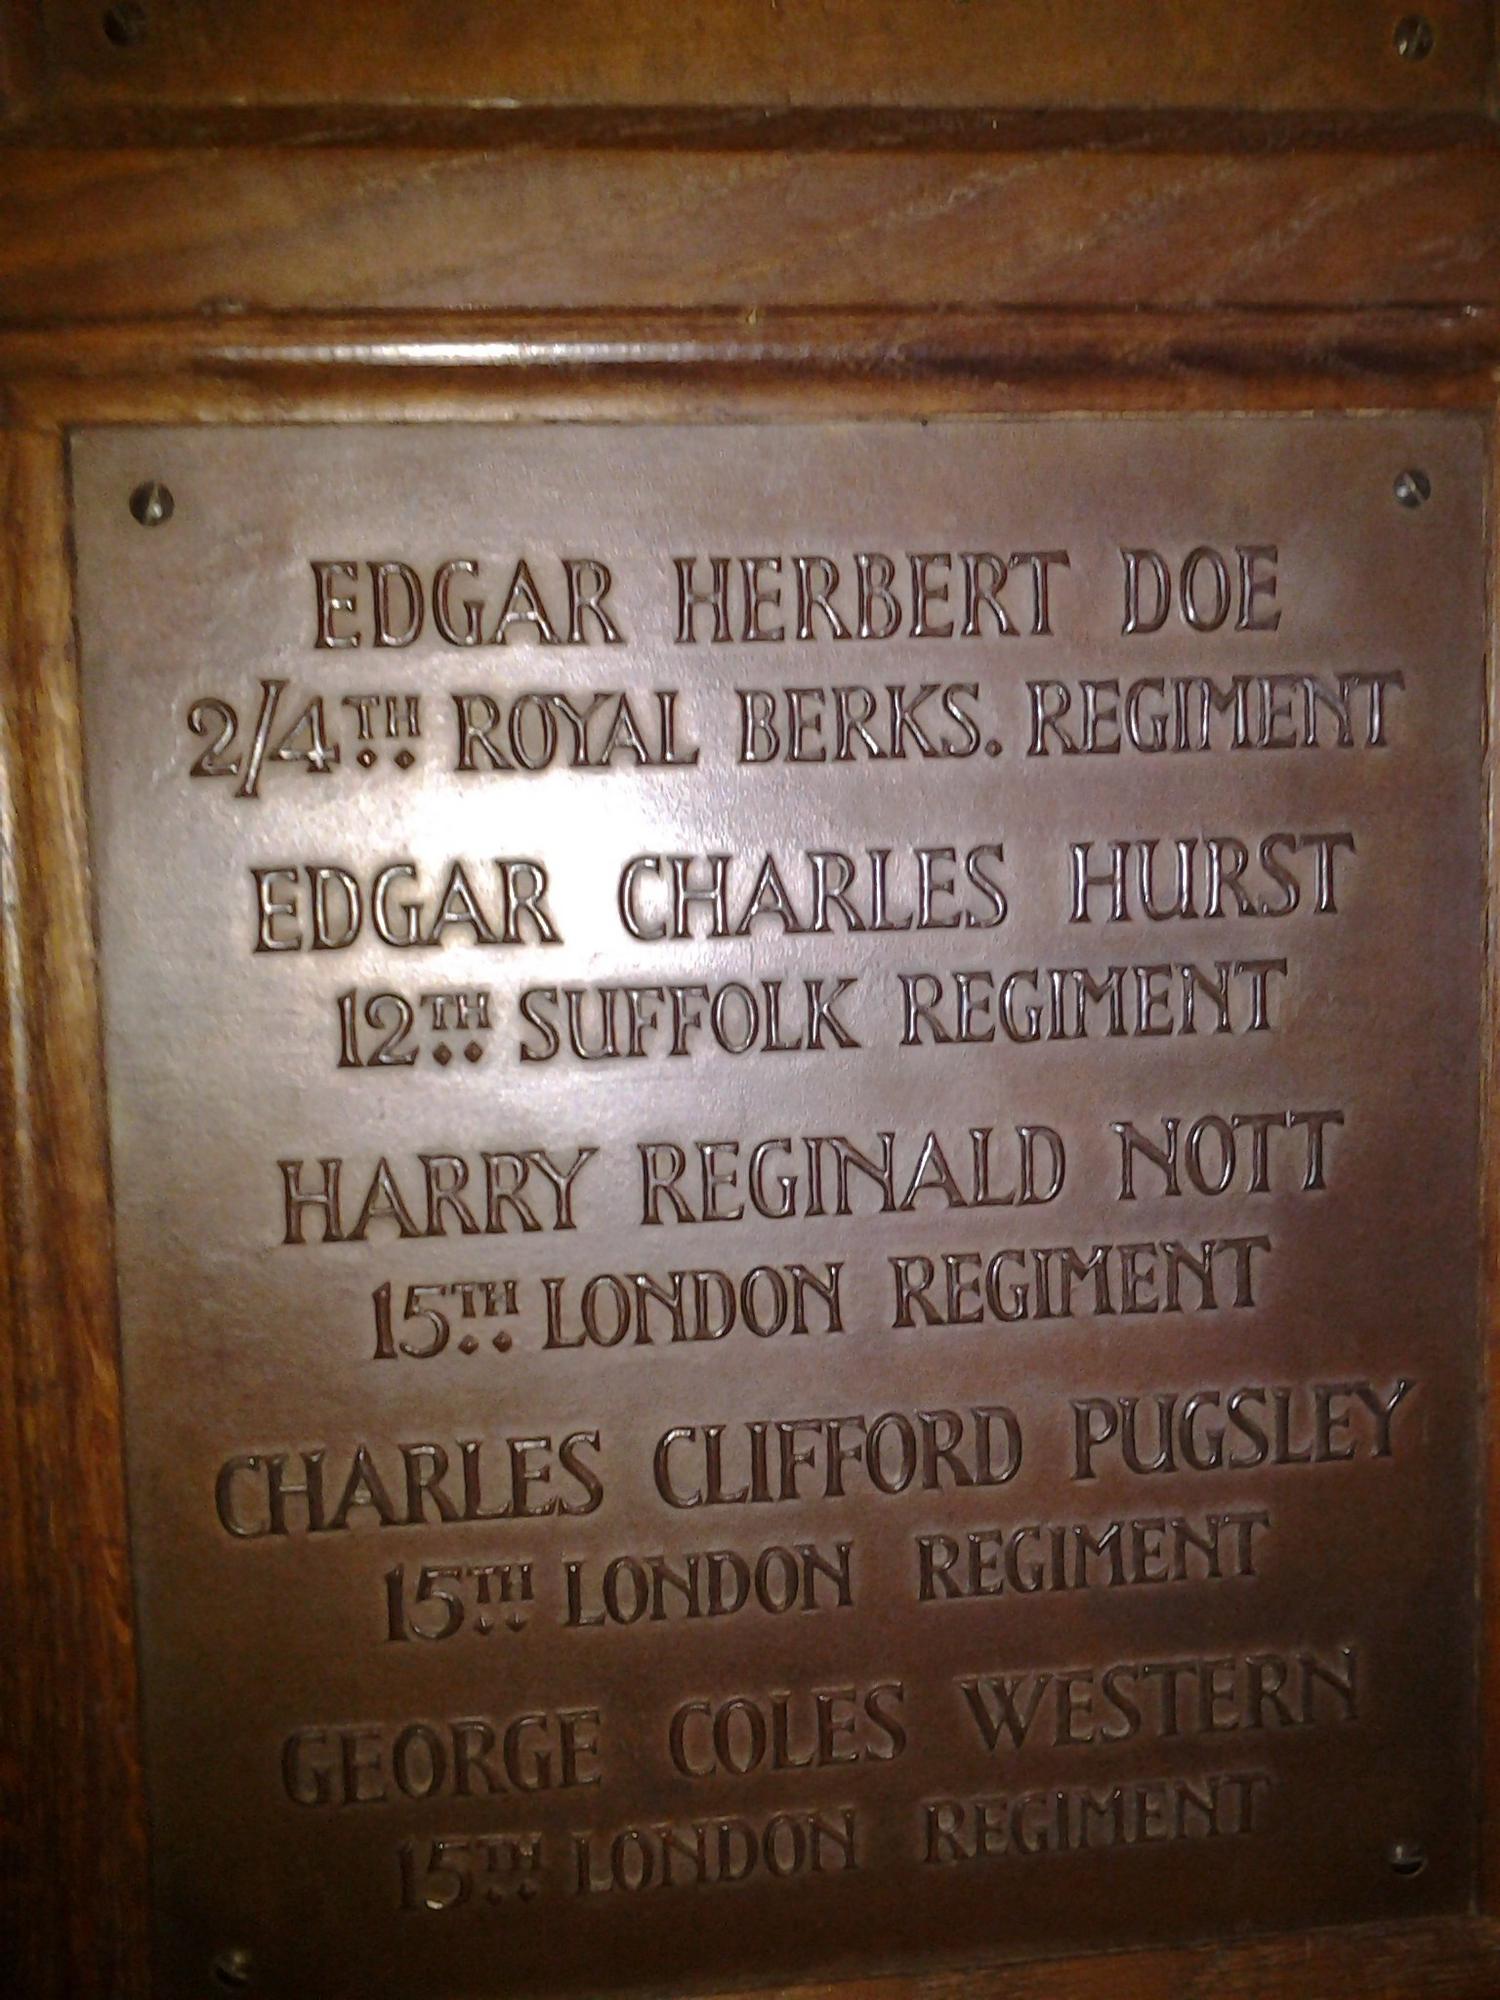 EDGAR HERBERT DOE
2/4TH ROYAL BERKS. REGIMENT
EDGAR CHARLES HURST
12TH SUFFOLK REGIMENT
HARRY REGINALD NOTT
15TH LONDON REGIMENT
CHARLES CLIFFORD PUGSLEY
15TH LONDON REGIMENT
GEORGE COLES WESTERN
15TH LONDON REGIMENT